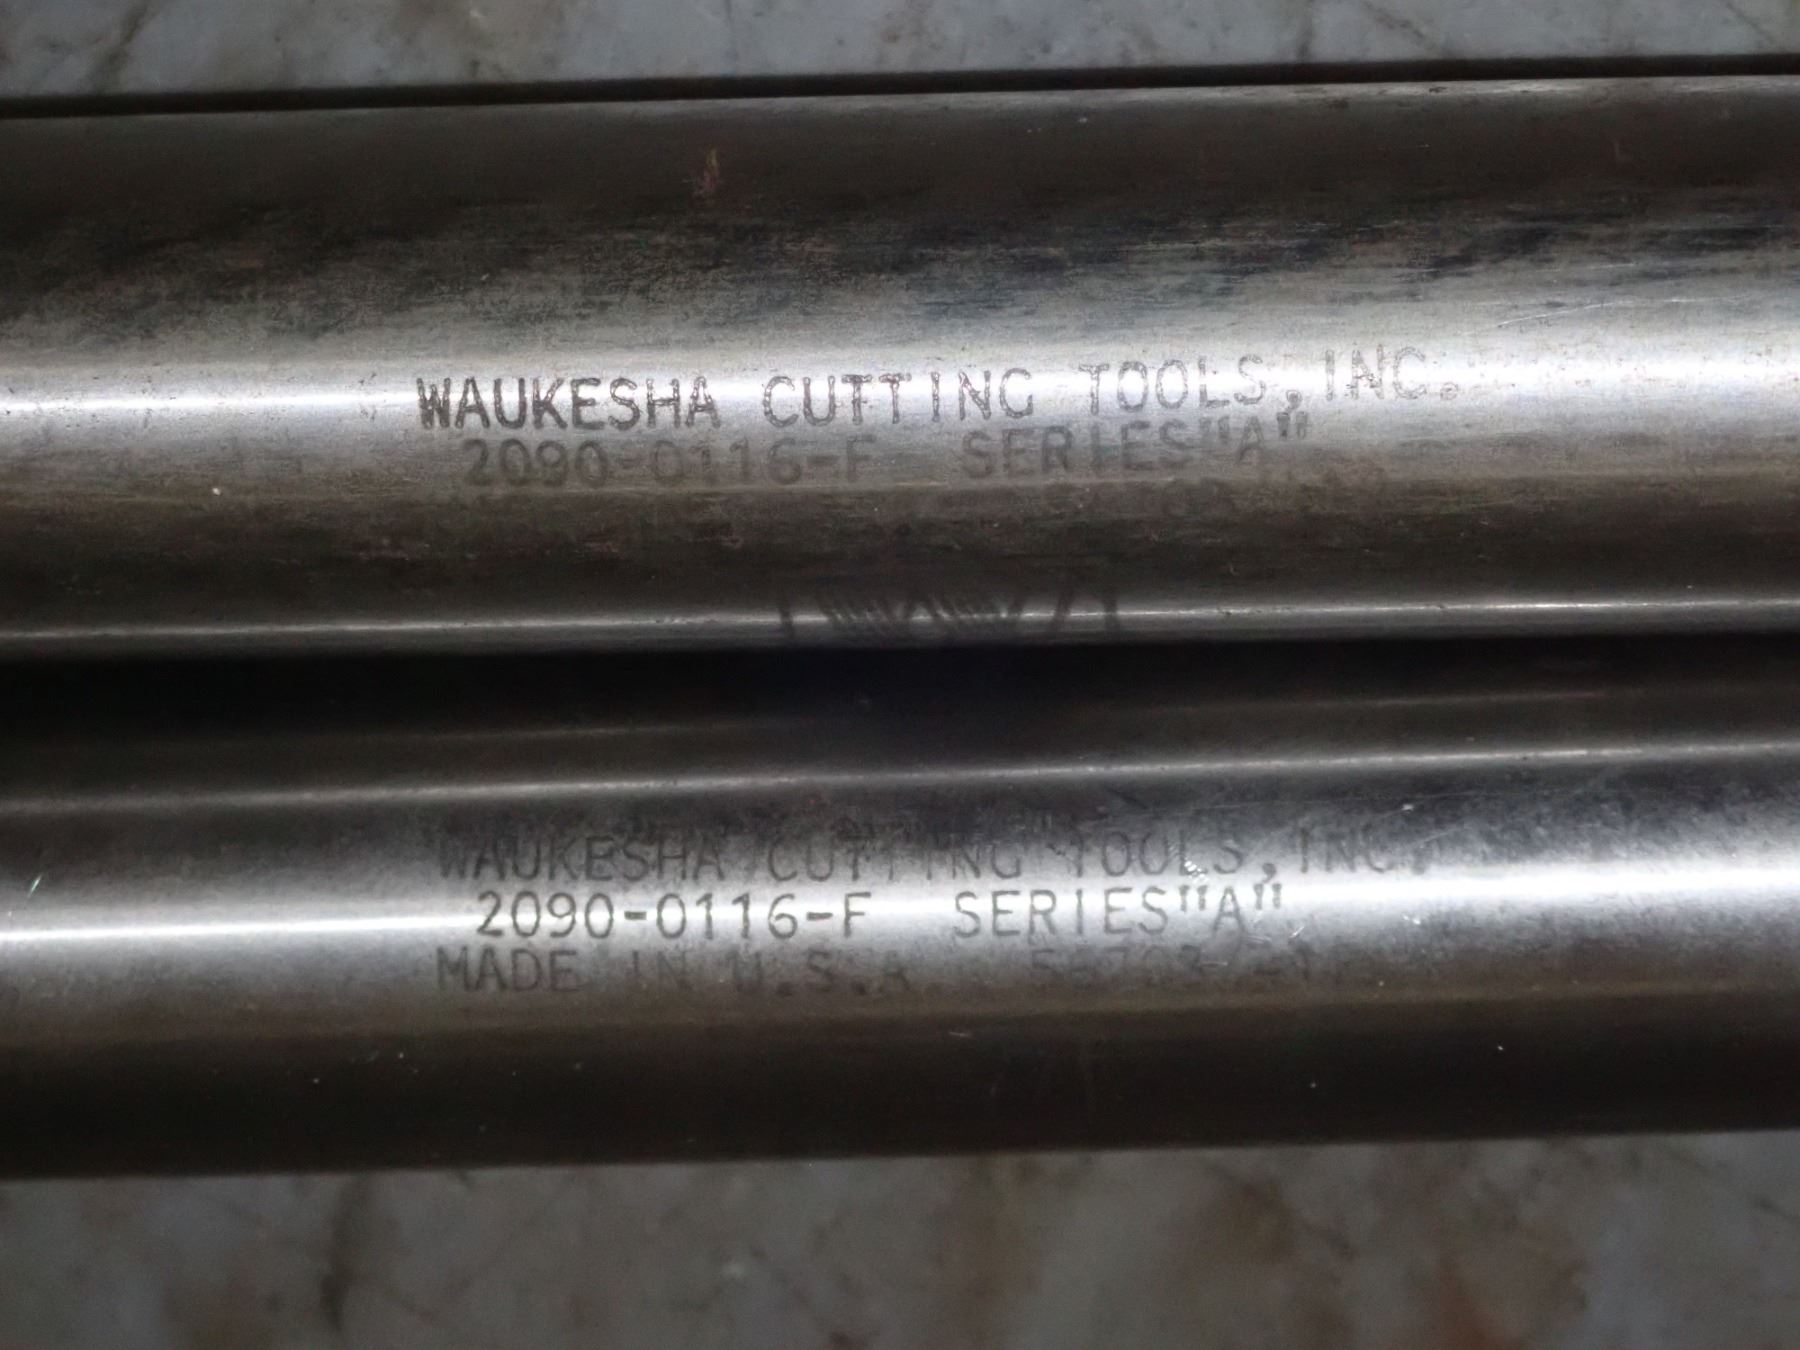 WAUKESHA CUTTING TOOLS, INC.
2090-0116-F SERIES"A"
WAUKESHA CUTTING TOOLS, INC.
2090-0116-F SERIES"A"
MADE IN U.S.A.